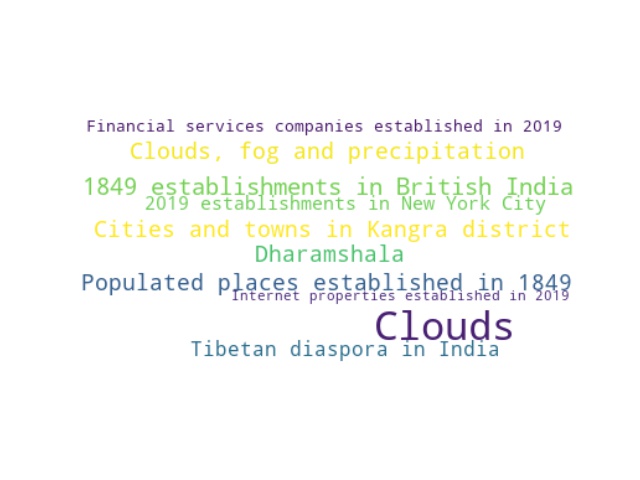 Financial services companies established in 2019
Clouds, fog and precipitation
1849 establishments in British India
2019 establishments in New York City
Cities and towns in Kangra district
Dharamshala
Populated places established in 1849
Internet properties established in 2019
Clouds
Tibetan diaspora in India